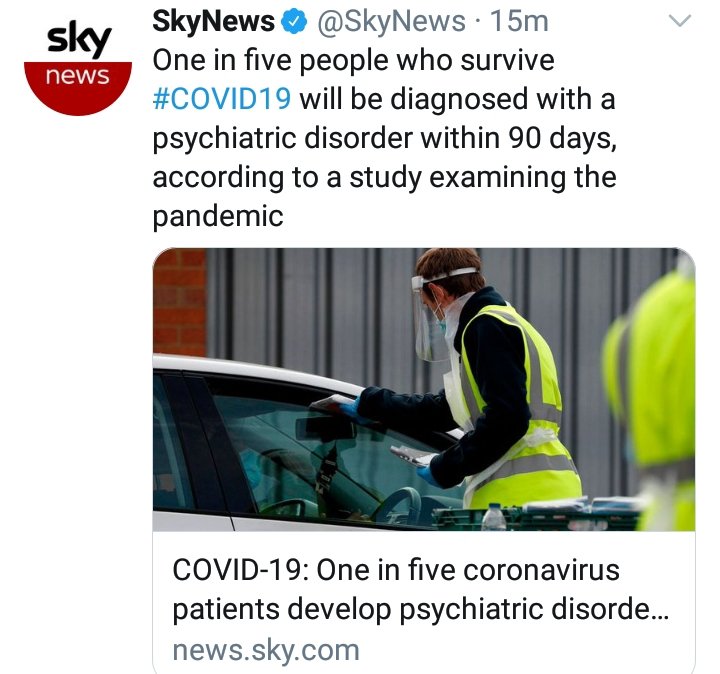 sky
news
SkyNews @SkyNews · 15m
One in five people who survive
#COVID19 will be diagnosed with a
psychiatric disorder within 90 days,
according to a study examining the
pandemic
COVID-19: One in five coronavirus
patients develop psychiatric disorde...
news.sky.com